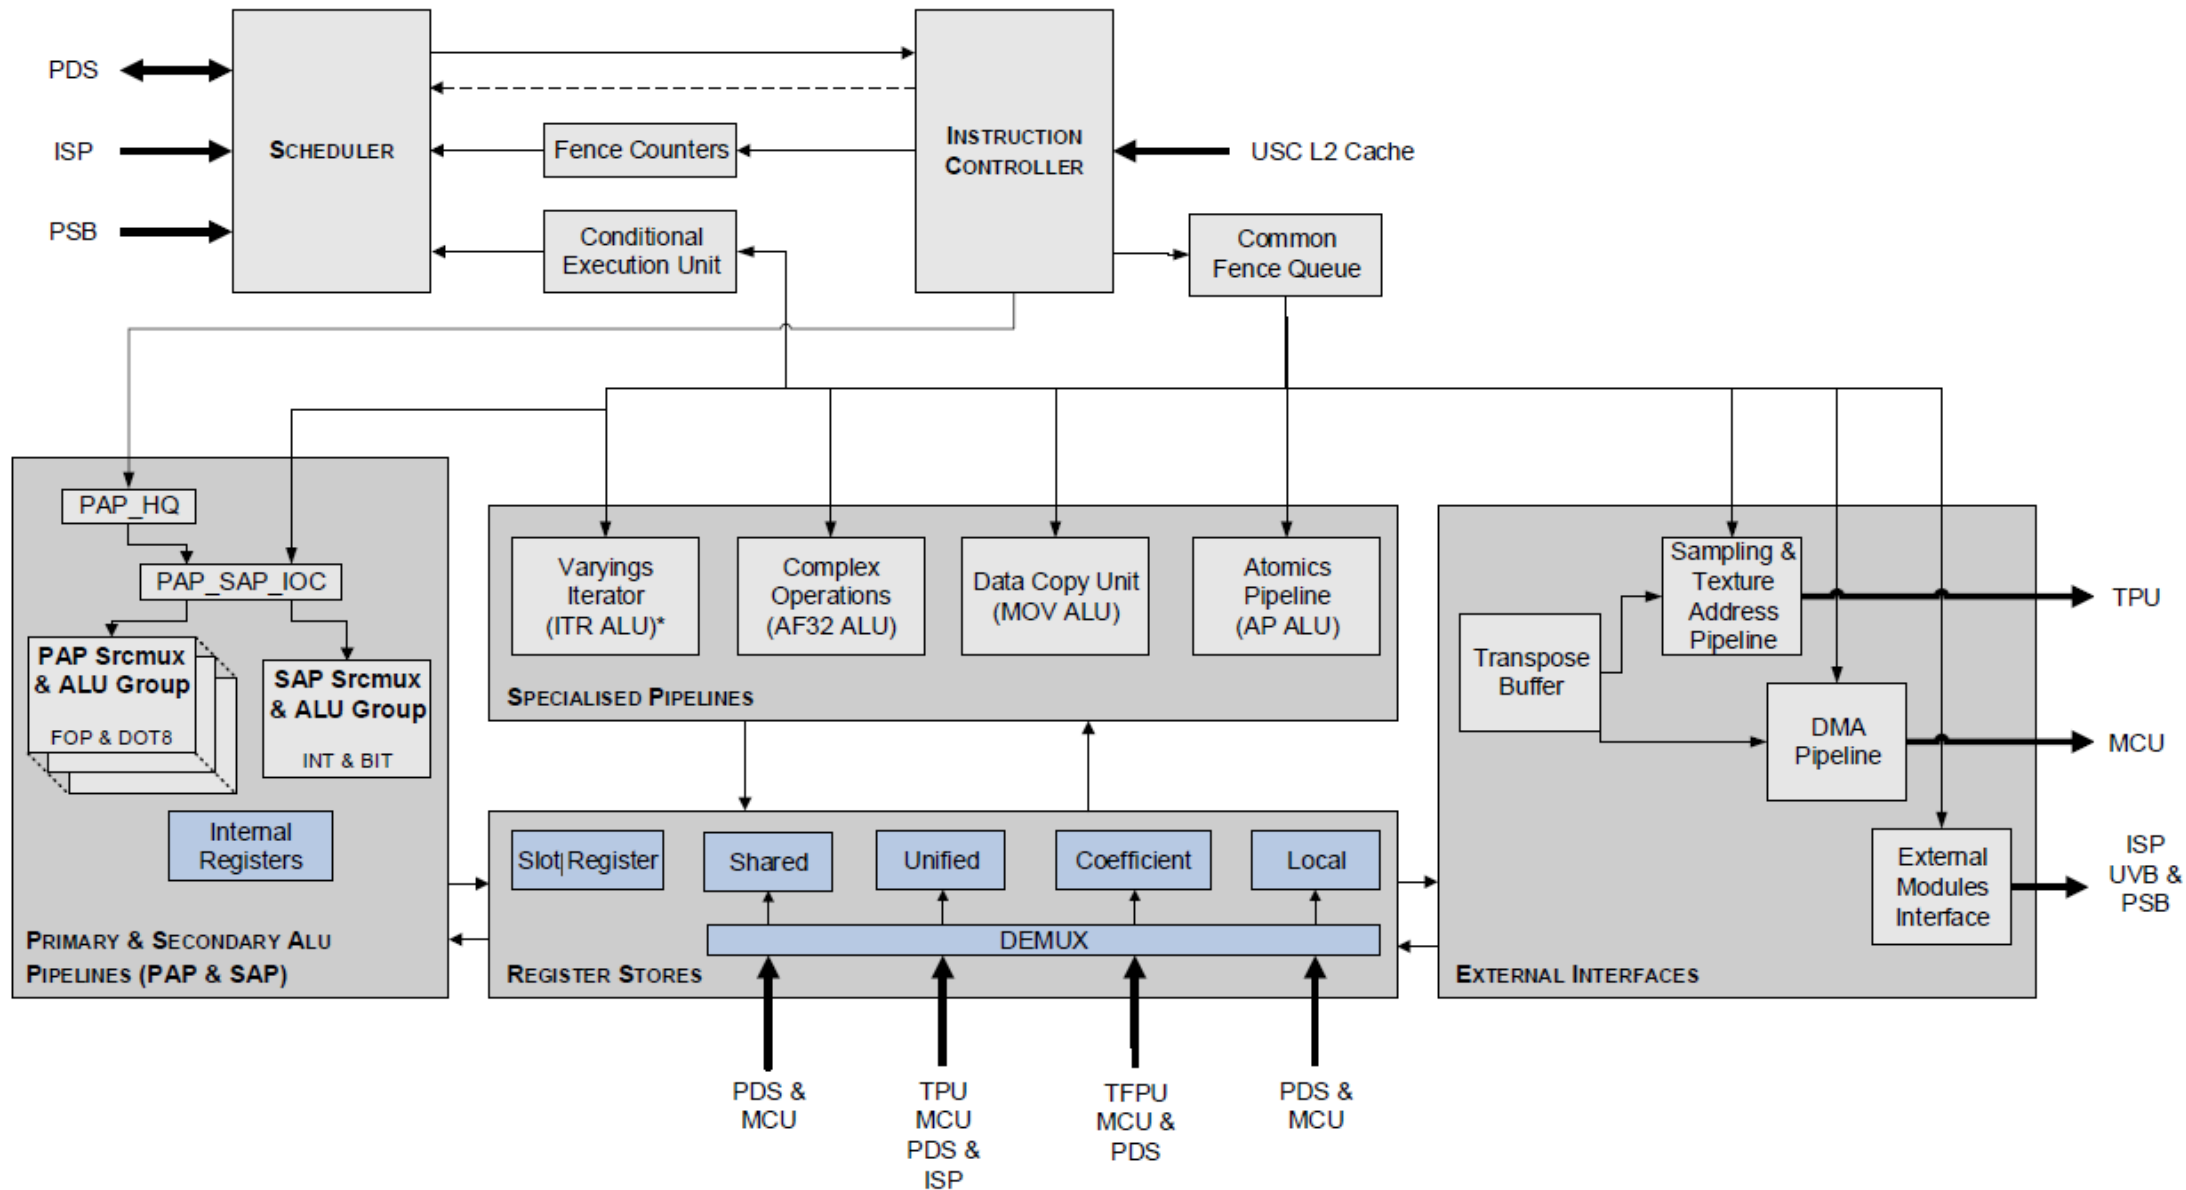 PDS
ISP
PSB
SCHEDULER
Fence Counters
Conditional
Execution Unit
INSTRUCTION
CONTROLLER
USC L2 Cache
Common
Fence Queue
PAP_HQ
PAP_SAP_IOC
PAP Srcmux
& ALU Group
FOP & DOT8
SAP Srcmux
& ALU Group
INT & BIT
Internal
Registers
PRIMARY & SECONDARY ALU
PIPELINES (PAP & SAP)
Varyings
Iterator
(ITR ALU)*
Complex
Operations
(AF32 ALU)
Data Copy Unit
(MOV ALU)
Atomics
Pipeline
(AP ALU)
SPECIALISED PIPELINES
Slot|Register
Shared
Unified
Coefficient
Local
DEMUX
REGISTER STORES
PDS &
MCU
TPU
MCU
PDS &
ISP
TFPU
MCU &
PDS
PDS &
MCU
Sampling &
Texture
Address
Pipeline
Transpose
Buffer
DMA
Pipeline
External
Modules
Interface
EXTERNAL INTERFACES
TPU
MCU
ISP
UVB &
PSB